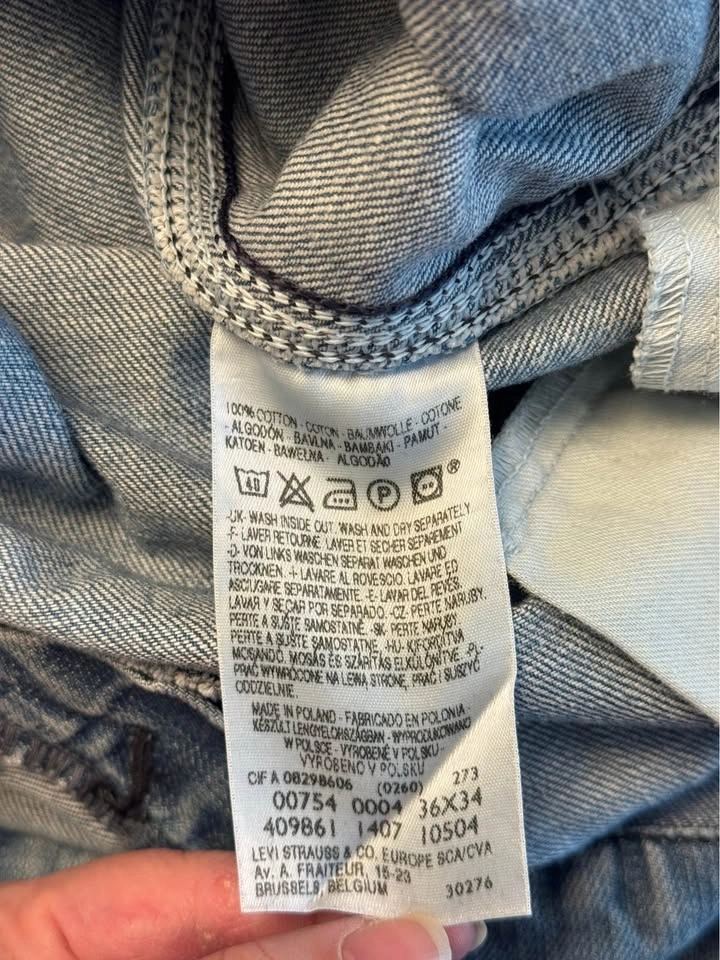 100% COTTON - COTON - BAUMWOLLE - COTONE
- ALGODÓN - BAVLNA - BAMBAKI - PAMUT -
KATOEN - BAWEŁNA - ALGODÃO
40 P ®
-UK- WASH INSIDE OUT. WASH AND DRY SEPARATELY.
-F- LAVER RETOURNE. LAVER ET SECHER SEPAREMENT
-D- VON LINKS WASCHEN SEPARAT WASCHEN UND
TROCKNEN. -I- LAVARE AL ROVESCIO. LAVARE ED
ASCIUGARE SEPARATAMENTE. -E- LAVAR DEL REVÉS.
LAVAR Y SECAR POR SEPARADO. -CZ- PERTE NARUBY.
PERTE A SUŠTE SAMOSTATNĚ. -SK- PERTE NARUBY.
PERTE A SUŠTE SAMOSTATNE. -HU- KIFORDÍTVA
MOSANDÓ. MOSÁS ÉS SZÁRÍTÁS ELKÜLÖNÍTVE. -PL-
PRAĆ WYWRÓCONE NA LEWĄ STRONĘ, PRAĆ I SUSZYĆ
ODDZIELNIE.
MADE IN POLAND - FABRICADO EN POLONIA -
KÉSZÜLT LENGYELORSZÁGBAN - WYPRODUKOWANO
W POLSCE - VYROBENÉ V POĽSKU -
VYROBENO V POLSKU
CIF A 08298606 (0260) 273
00754 0004 36X34
409861 1407 10504
LEVI STRAUSS & CO. EUROPE SCA/CVA
AV. A. FRAITEUR, 15-23
BRUSSELS, BELGIUM 30276